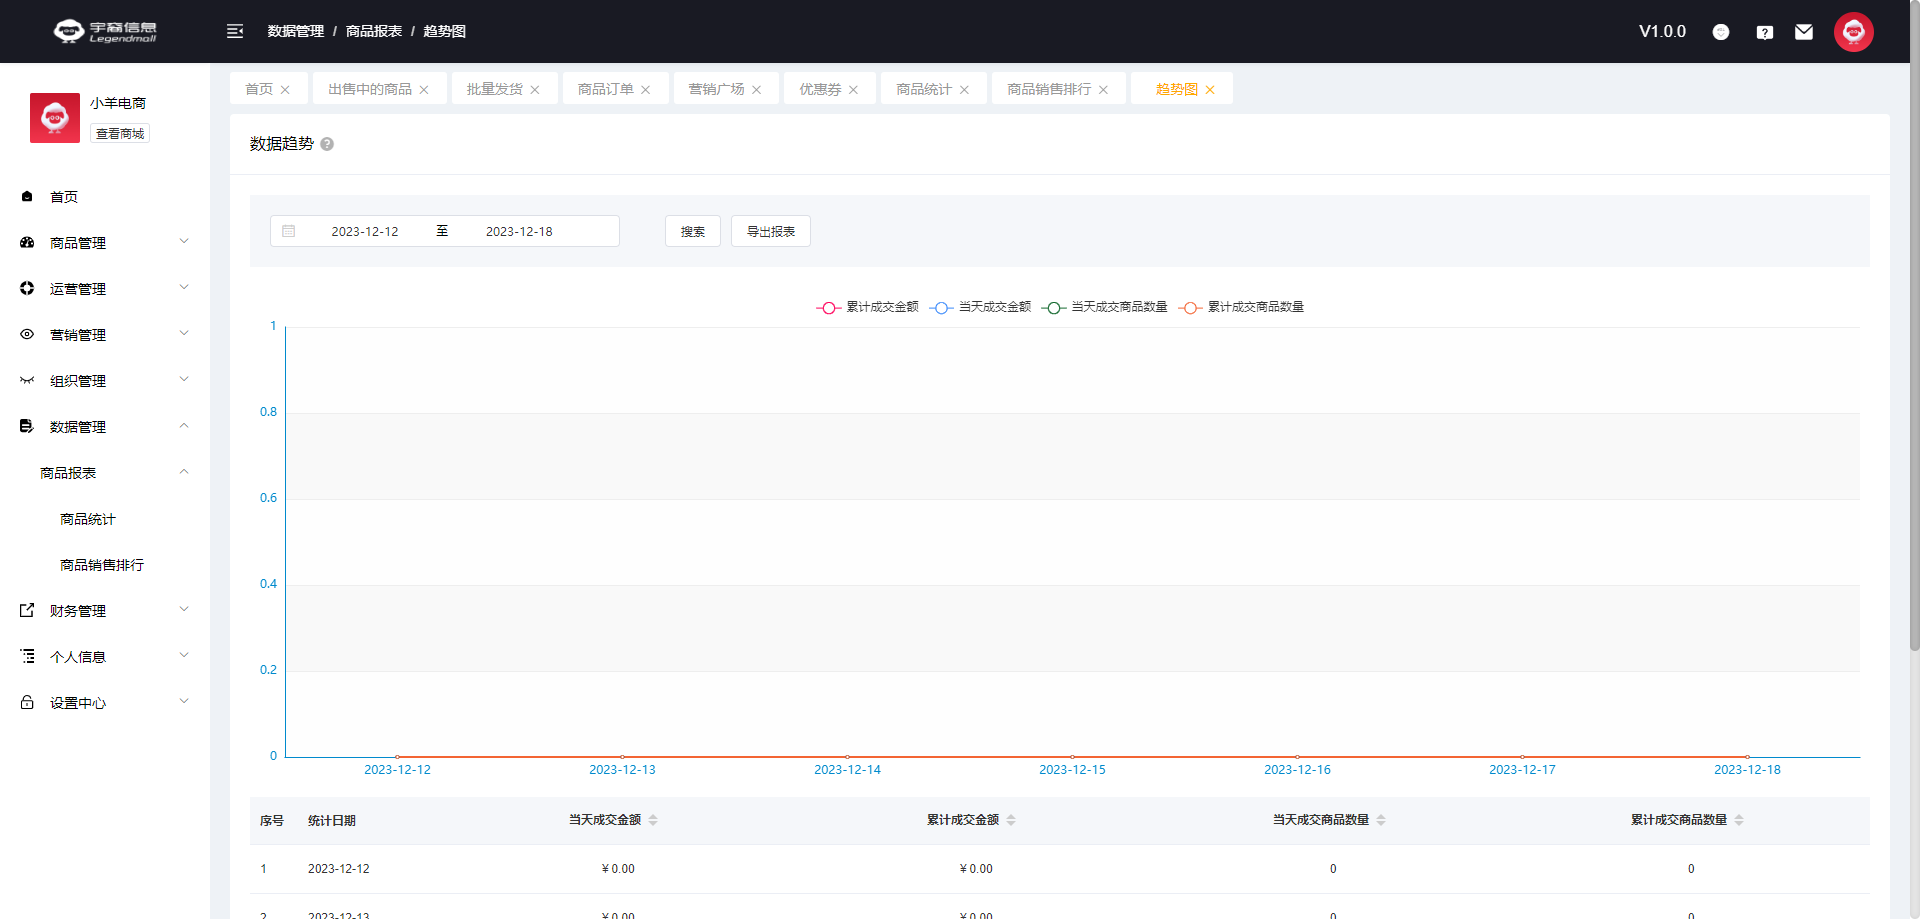 宇裔信息
Legendmall
数据管理 / 商品报表 / 趋势图
V1.0.0
小羊电商
查看商城
首页
商品管理
运营管理
营销管理
组织管理
数据管理
商品报表
商品统计
商品销售排行
财务管理
个人信息
设置中心
首页 出售中的商品 批量发货 商品订单 营销广场 优惠券 商品统计 商品销售排行 趋势图
数据趋势
2023-12-12 至 2023-12-18 搜索 导出报表
累计成交金额 当天成交金额 当天成交商品数量 累计成交商品数量
1
0.8
0.6
0.4
0.2
0
2023-12-12 2023-12-13 2023-12-14 2023-12-15 2023-12-16 2023-12-17 2023-12-18
序号 统计日期 当天成交金额 累计成交金额 当天成交商品数量 累计成交商品数量
1 2023-12-12 ¥0.00 ¥0.00 0 0
2 2023-12-13 ¥0.00 ¥0.00 0 0